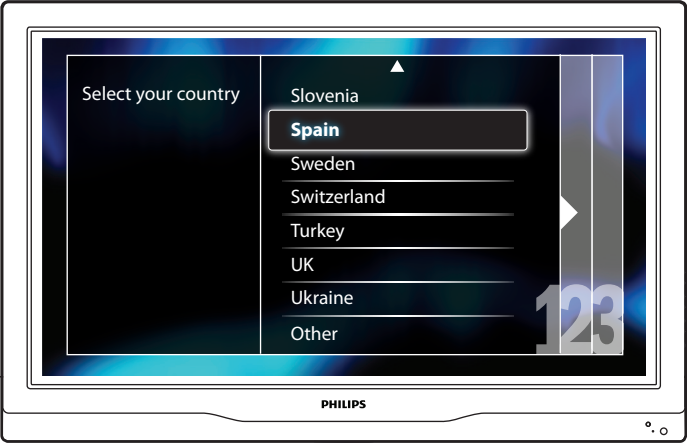 Select your country
Slovenia
Spain
Sweden
Switzerland
Turkey
UK
Ukraine
Other
123
PHILIPS